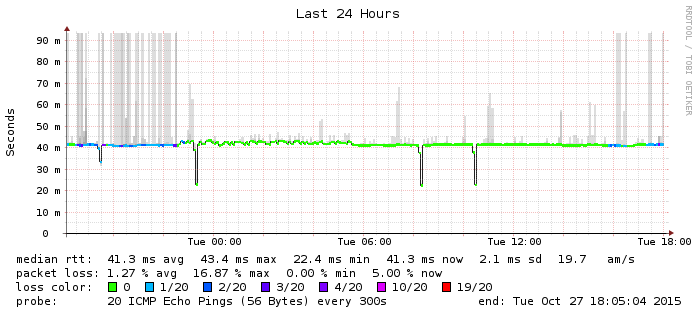 Last 24 Hours
RRDTOOL / TOBI OETIKER
Seconds
90 m
80 m
70 m
60 m
50 m
40 m
30 m
20 m
10 m
0
Tue 00:00 Tue 06:00 Tue 12:00 Tue 18:00
median rtt: 41.3 ms avg 43.4 ms max 22.4 ms min 41.3 ms now 2.1 ms sd 19.7 am/s
packet loss: 1.27 % avg 16.87 % max 0.00 % min 5.00 % now
loss color: 0 1/20 2/20 3/20 4/20 10/20 19/20
probe: 20 ICMP Echo Pings (56 Bytes) every 300s end: Tue Oct 27 18:05:04 2015